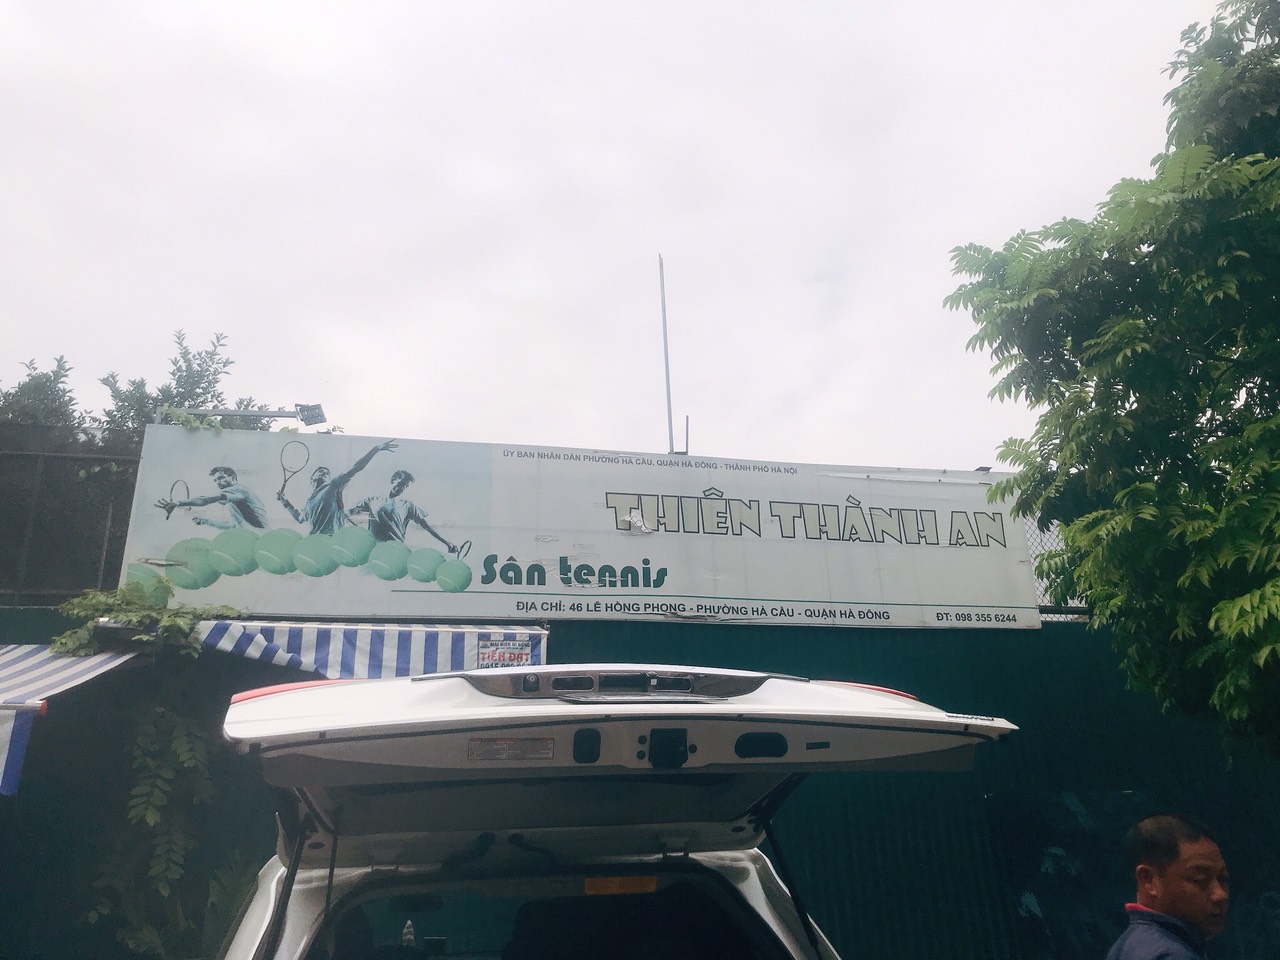 ỦY BAN NHÂN DÂN PHƯỜNG HÀ CẦU, QUẬN HÀ ĐÔNG - THÀNH PHỐ HÀ NỘI
THIÊN THÀNH AN
Sân tennis
ĐỊA CHỈ: 46 LÊ HỒNG PHONG - PHƯỜNG HÀ CẦU - QUẬN HÀ ĐÔNG ĐT: 098 355 6244
TIẾN ĐẠT